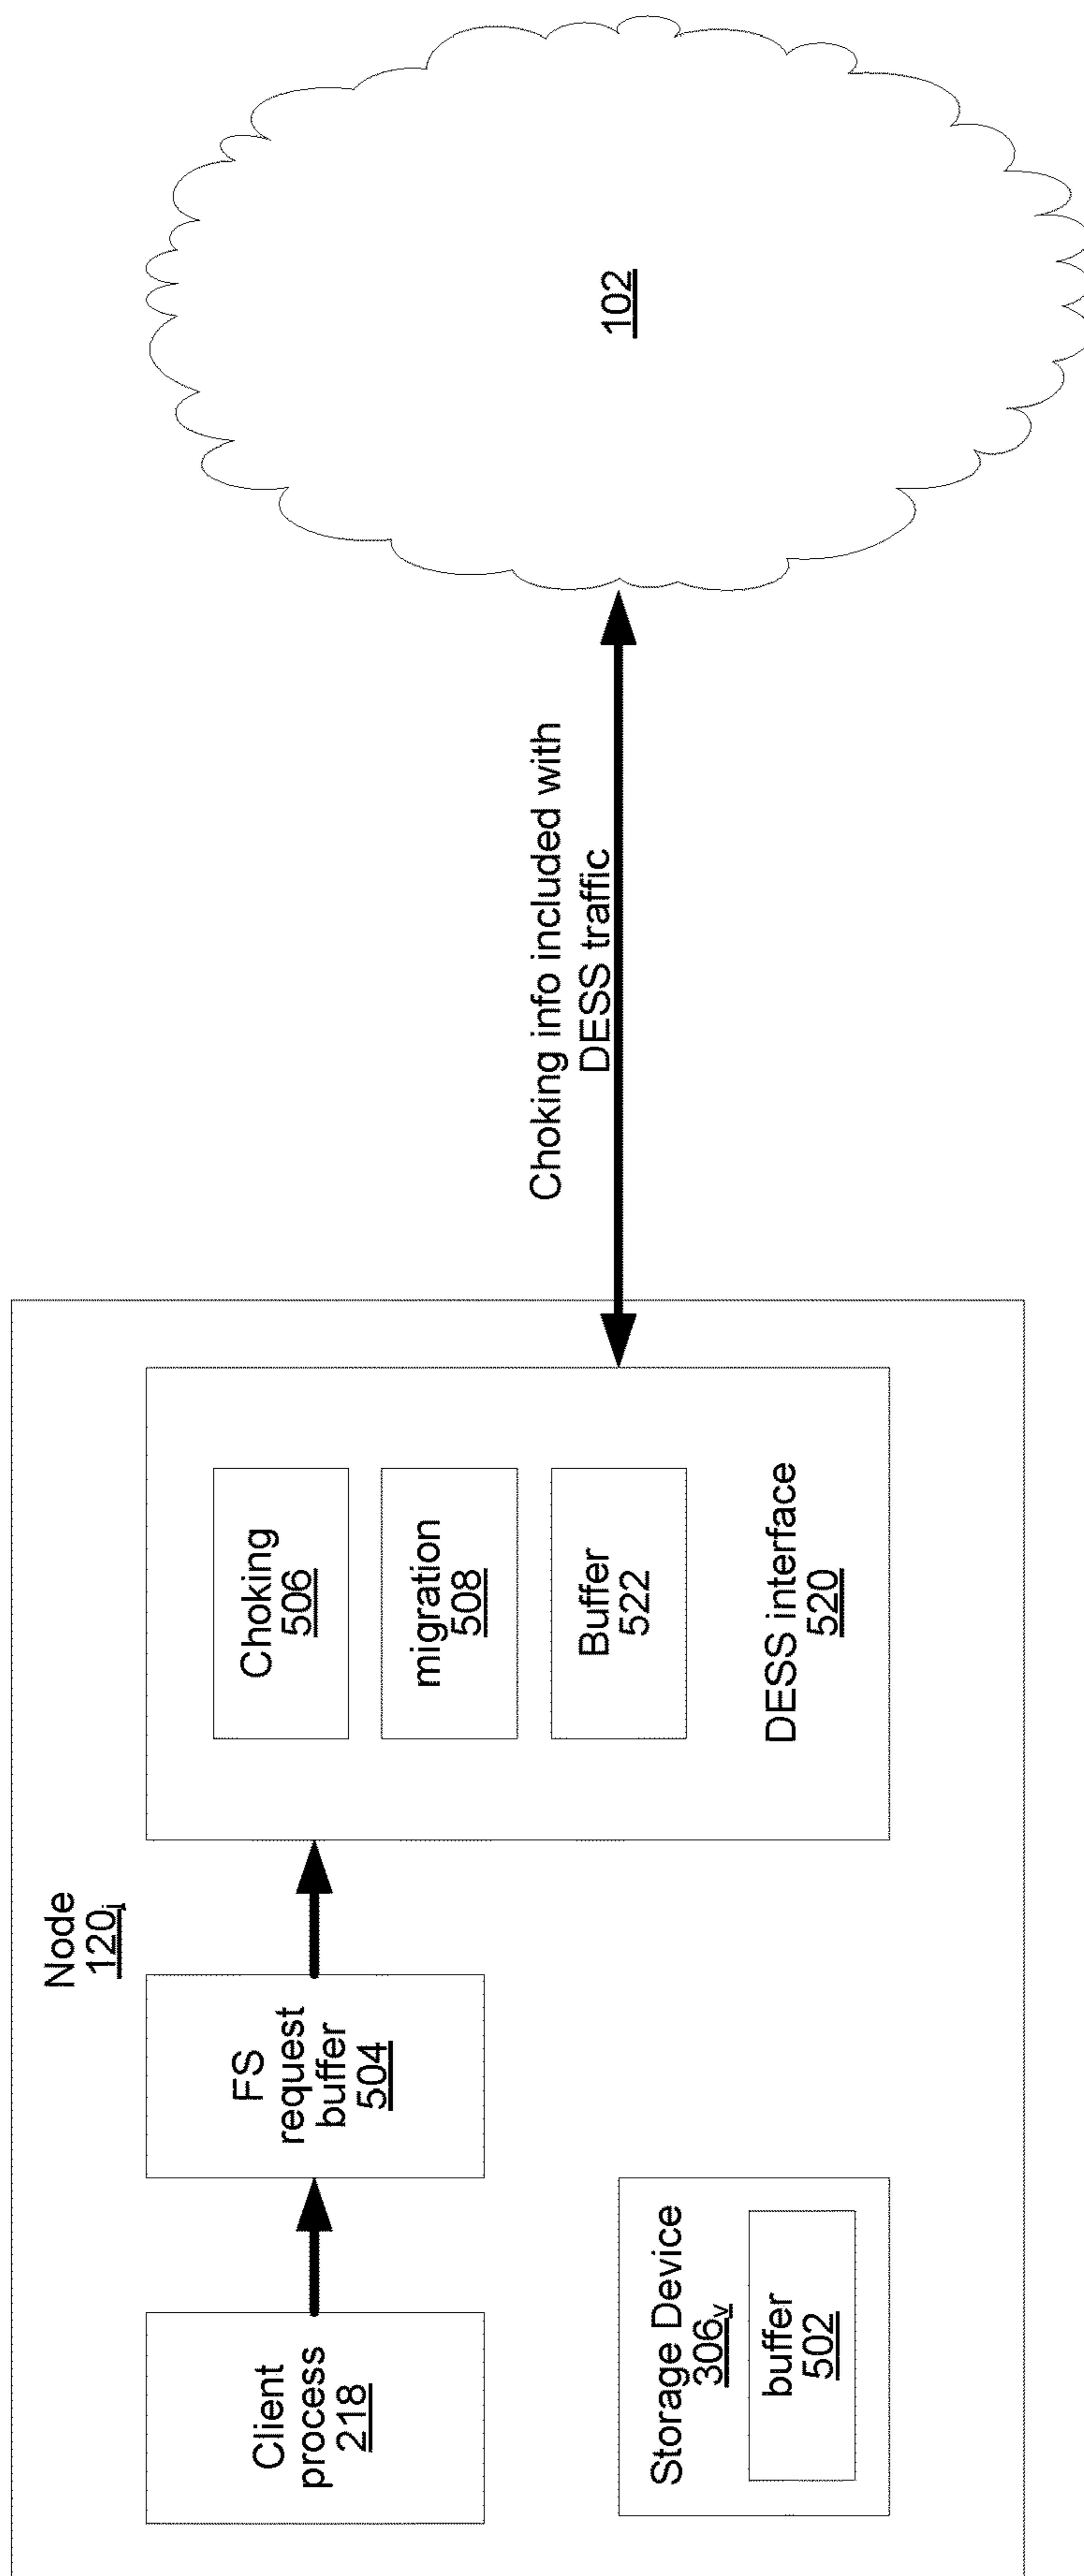 Node
120i
Client
process
218
FS
request
buffer
504
Choking
506
migration
508
Buffer
522
DESS interface
520
Storage Device
306v
buffer
502
Choking info included with
DESS traffic
102